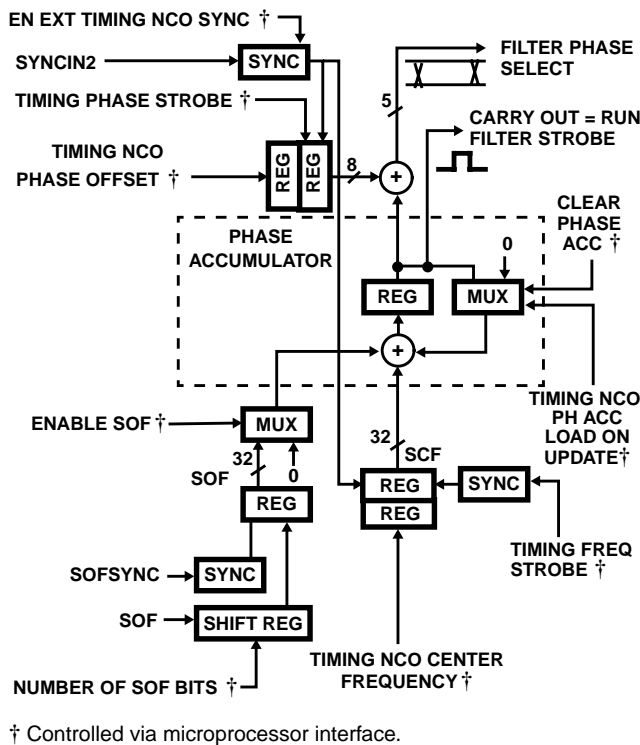 EN EXT TIMING NCO SYNC †
SYNCIN2
SYNC
TIMING PHASE STROBE †
TIMING NCO
PHASE OFFSET †
REG
REG
8
5
+
FILTER PHASE
SELECT
CARRY OUT = RUN
FILTER STROBE
CLEAR
PHASE
ACC †
PHASE
ACCUMULATOR
0
REG
MUX
+
TIMING NCO
PH ACC
LOAD ON
UPDATE†
ENABLE SOF †
MUX
32
SOF
0
REG
32
SCF
REG
REG
SYNC
TIMING FREQ
STROBE †
SOFSYNC
SYNC
SOF
SHIFT REG
NUMBER OF SOF BITS †
TIMING NCO CENTER
FREQUENCY †
† Controlled via microprocessor interface.